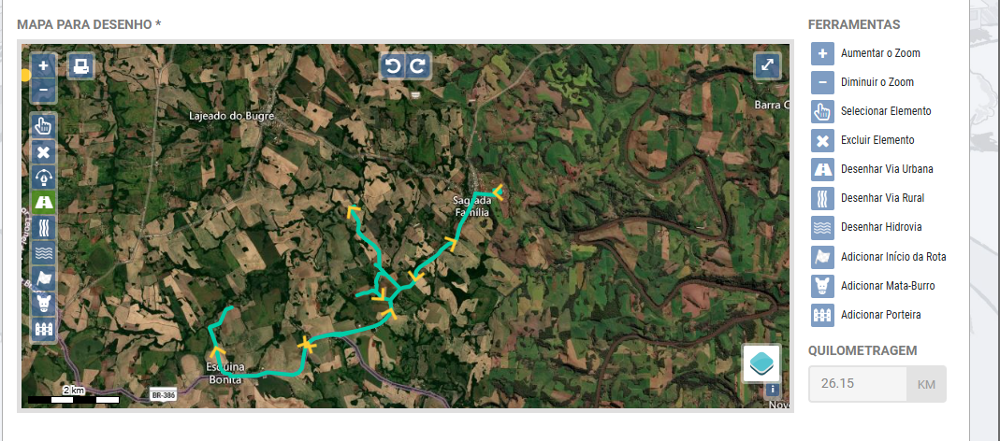 MAPA PARA DESENHO *
Lajeado do Bugre
Barra C
Sagrada
Família
Esquina
Bonita
2 km
BR-386
Novo
i
FERRAMENTAS
Aumentar o Zoom
Diminuir o Zoom
Selecionar Elemento
Excluir Elemento
Desenhar Via Urbana
Desenhar Via Rural
Desenhar Hidrovia
Adicionar Início da Rota
Adicionar Mata-Burro
Adicionar Porteira
QUILOMETRAGEM
26.15 KM